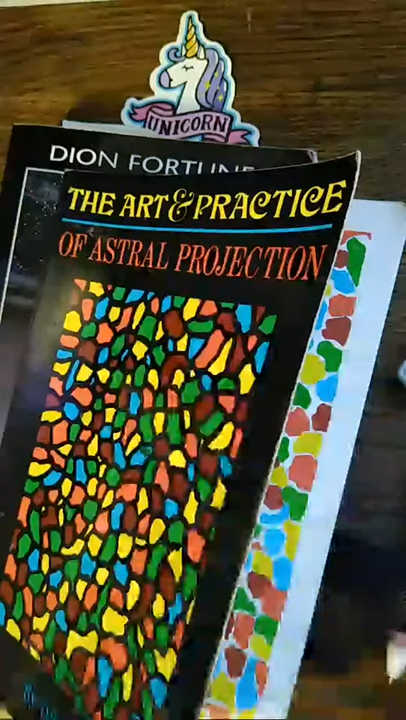 UNICORN
DION FORTUNE
THE ART & PRACTICE
OF ASTRAL PROJECTION